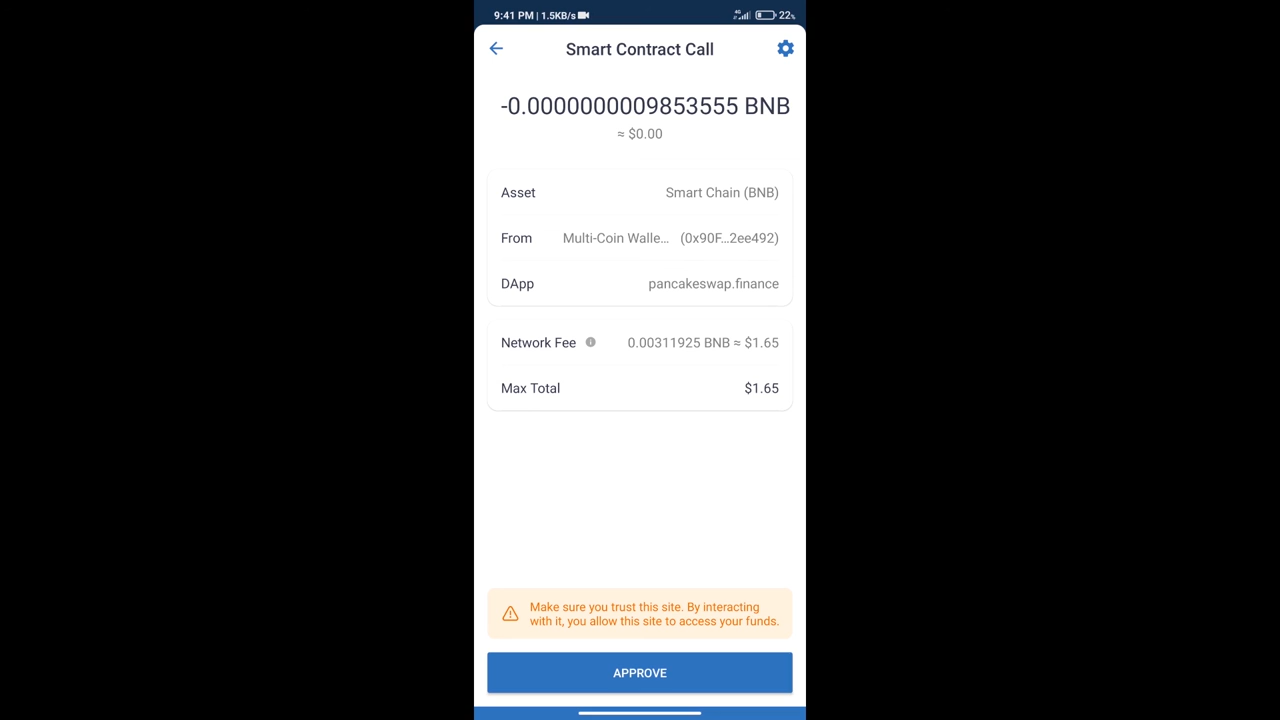 9:41 PM | 1.5KB/s 4G 22%
Smart Contract Call
-0.0000000009853555 BNB
≈ $0.00
Asset Smart Chain (BNB)
From Multi-Coin Walle... (0x90F...2ee492)
DApp pancakeswap.finance
Network Fee 0.00311925 BNB ≈ $1.65
Max Total $1.65
Make sure you trust this site. By interacting
with it, you allow this site to access your funds.
APPROVE